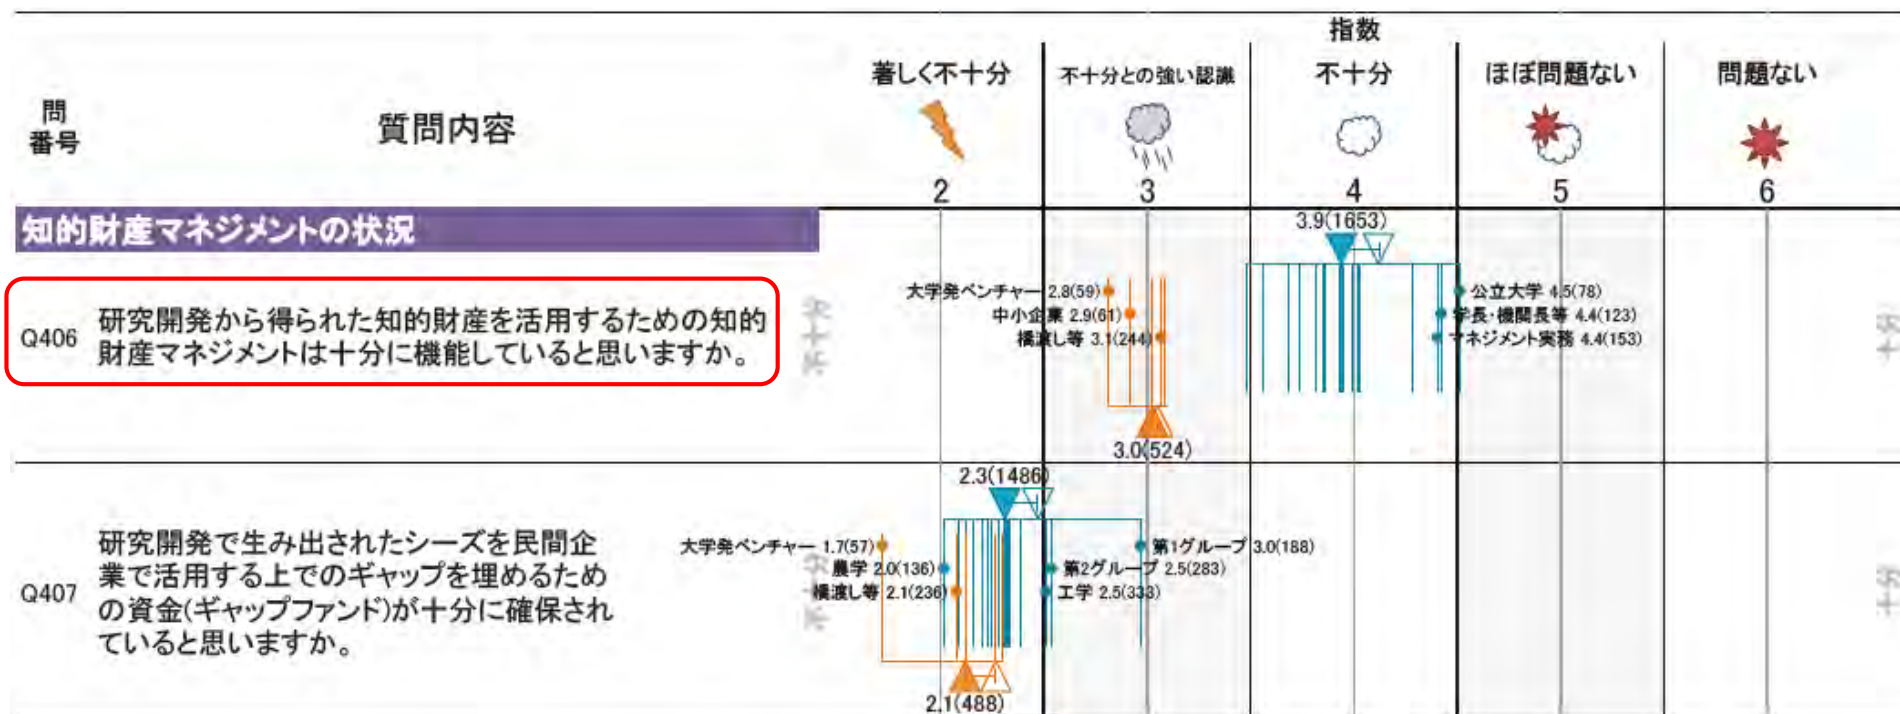 指数
著しく不十分
不十分との強い認識
不十分
ほぼ問題ない
問題ない
問
番号
質問内容
2
3
4
5
6
知的財産マネジメントの状況
3.9(1653)
Q406
研究開発から得られた知的財産を活用するための知的
財産マネジメントは十分に機能していると思いますか。
不十分
大学発ベンチャー 2.8(59)
中小企業 2.9(61)
橋渡し等 3.1(244)
公立大学 4.5(78)
学長・機関長等 4.4(123)
マネジメント実務 4.4(153)
十分
3.0(524)
2.3(1486)
Q407
研究開発で生み出されたシーズを民間企
業で活用する上でのギャップを埋めるため
の資金(ギャップファンド)が十分に確保され
ていると思いますか。
不十分
大学発ベンチャー 1.7(57)
農学 2.0(136)
橋渡し等 2.1(236)
第1グループ 3.0(188)
第2グループ 2.5(283)
工学 2.5(333)
十分
2.1(488)